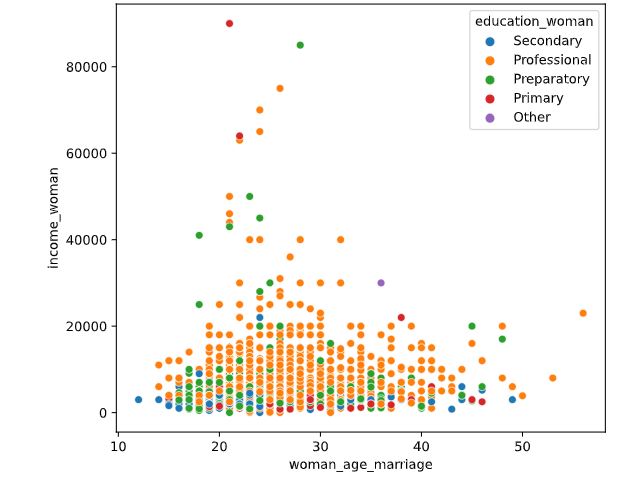 education_woman
Secondary
Professional
Preparatory
Primary
Other
80000
60000
40000
20000
0
income_woman
10 20 30 40 50
woman_age_marriage